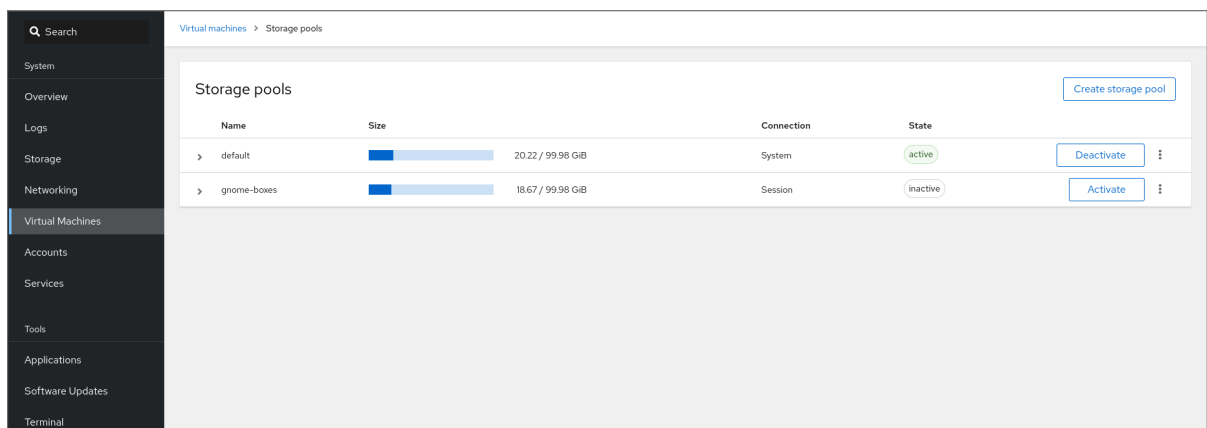 Search
System
Overview
Logs
Storage
Networking
Virtual Machines
Accounts
Services
Tools
Applications
Software Updates
Terminal
Virtual machines > Storage pools
Storage pools
Create storage pool
Name Size Connection State
default 20.22 / 99.98 GiB System active Deactivate
gnome-boxes 18.67 / 99.98 GiB Session inactive Activate